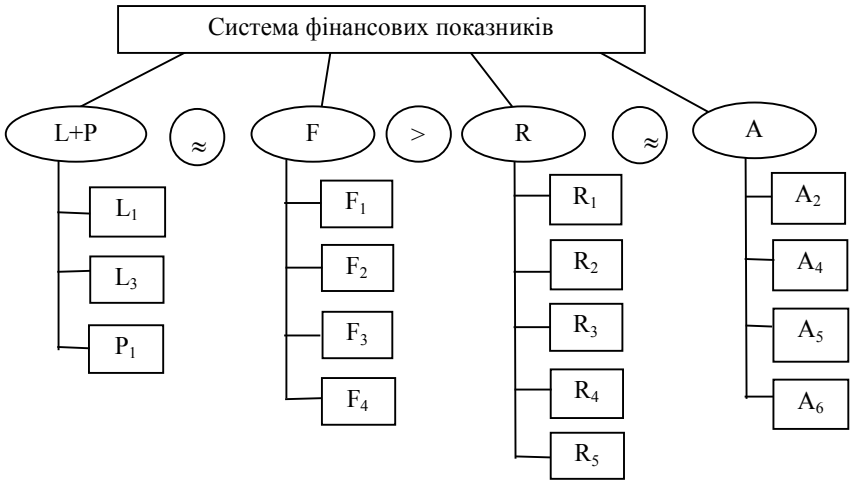 Система фінансових показників
L+P ≈ F > R ≈ A
L₁
L₃
P₁
F₁
F₂
F₃
F₄
R₁
R₂
R₃
R₄
R₅
A₂
A₄
A₅
A₆